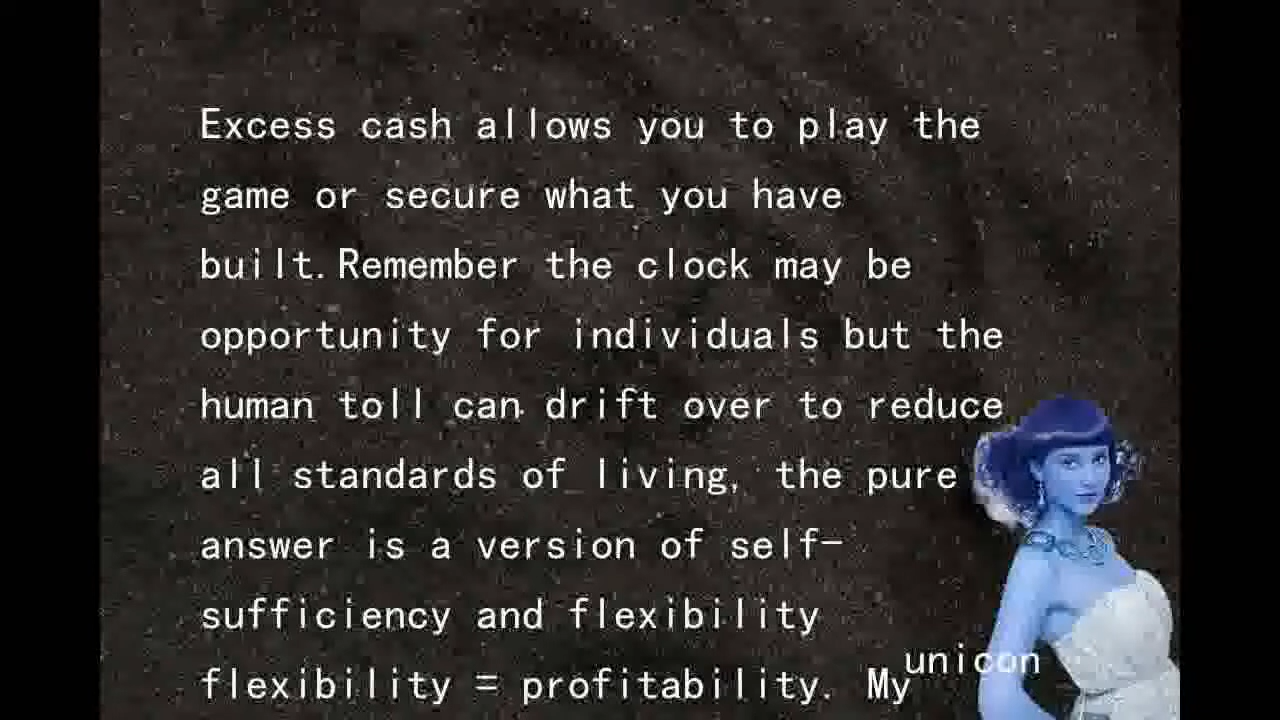 Excess cash allows you to play the
game or secure what you have
built.Remember the clock may be
opportunity for individuals but the
human toll can drift over to reduce
all standards of living, the pure
answer is a version of self-
sufficiency and flexibility
flexibility = profitability. My
unicon